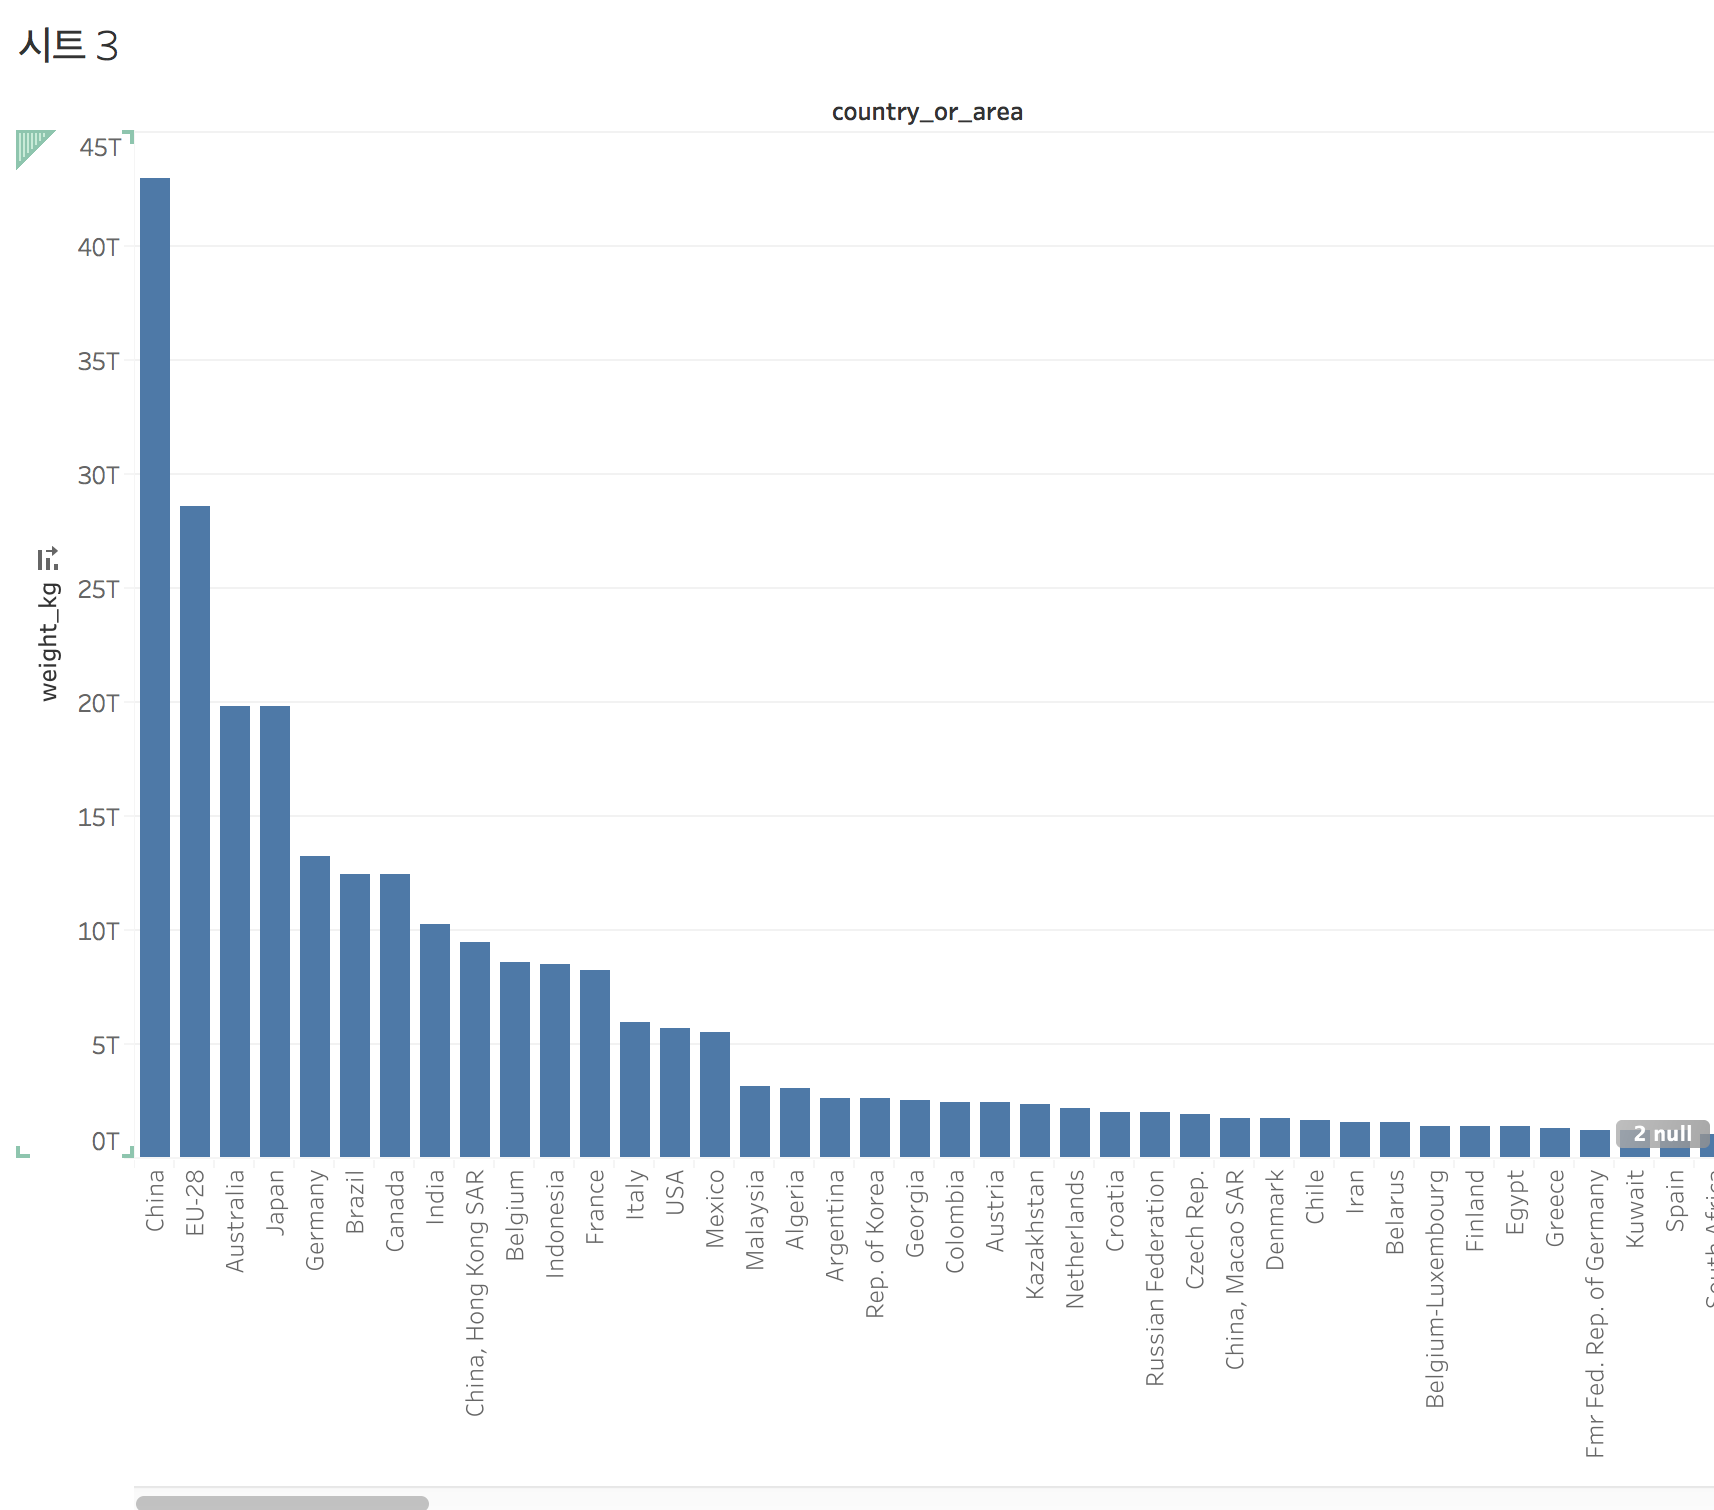 시트 3
country_or_area
45T
40T
35T
30T
25T
20T
15T
10T
5T
0T
weight_kg
2 null
China
EU-28
Australia
Japan
Germany
Brazil
Canada
India
China, Hong Kong SAR
Belgium
Indonesia
France
Italy
USA
Mexico
Malaysia
Algeria
Argentina
Rep. of Korea
Georgia
Colombia
Austria
Kazakhstan
Netherlands
Croatia
Russian Federation
Czech Rep.
China, Macao SAR
Denmark
Chile
Iran
Belarus
Belgium-Luxembourg
Finland
Egypt
Greece
Fmr Fed. Rep. of Germany
Kuwait
Spain
South Africa